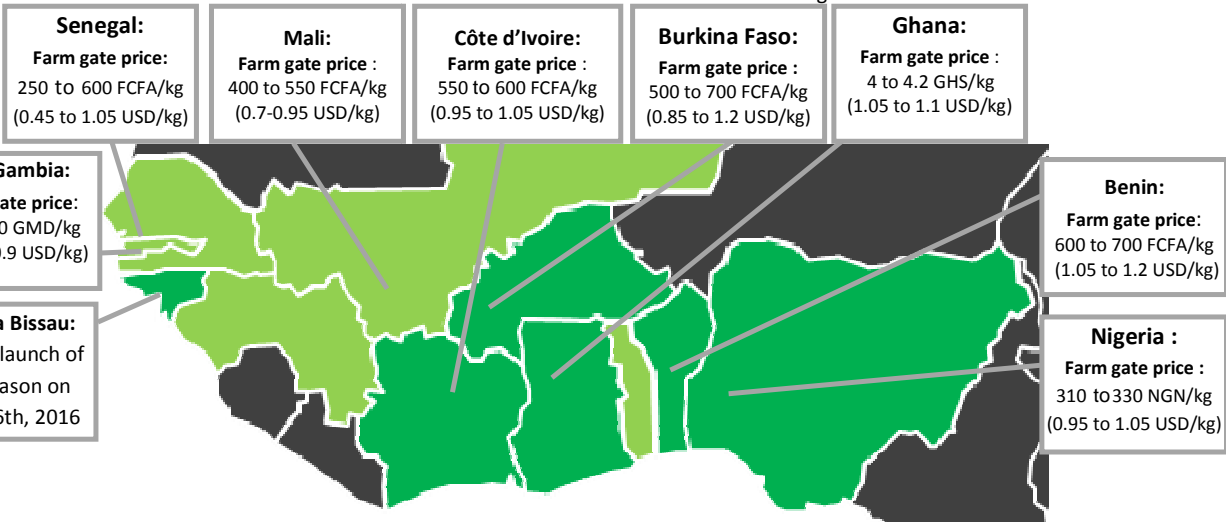 Senegal:
Farm gate price:
250 to 600 FCFA/kg
(0.45 to 1.05 USD/kg)
Mali:
Farm gate price :
400 to 550 FCFA/kg
(0.7-0.95 USD/kg)
Côte d’Ivoire:
Farm gate price :
550 to 600 FCFA/kg
(0.95 to 1.05 USD/kg)
Burkina Faso:
Farm gate price :
500 to 700 FCFA/kg
(0.85 to 1.2 USD/kg)
Ghana:
Farm gate price :
4 to 4.2 GHS/kg
(1.05 to 1.1 USD/kg)
Gambia:
ate price:
0 GMD/kg
0.9 USD/kg)
Benin:
Farm gate price:
600 to 700 FCFA/kg
(1.05 to 1.2 USD/kg)
a Bissau:
launch of
ason on
6th, 2016
Nigeria :
Farm gate price :
310 to 330 NGN/kg
(0.95 to 1.05 USD/kg)